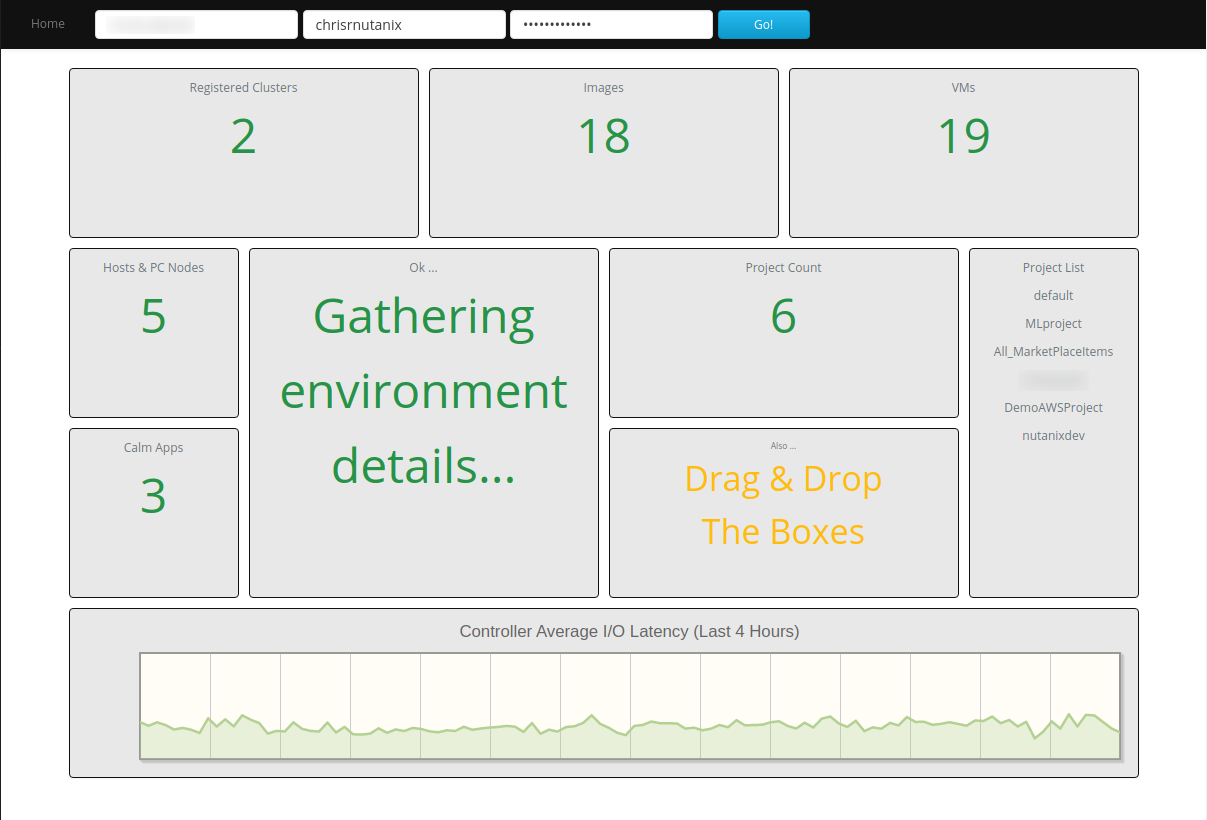 Home
chrisrnutanix
•••••••••••••
Go!
Registered Clusters
2
Images
18
VMs
19
Hosts & PC Nodes
5
Ok ...
Gathering
environment
details...
Project Count
6
Project List
default
MLproject
All_MarketPlaceItems
DemoAWSProject
nutanixdev
Calm Apps
3
Also ...
Drag & Drop
The Boxes
Controller Average I/O Latency (Last 4 Hours)